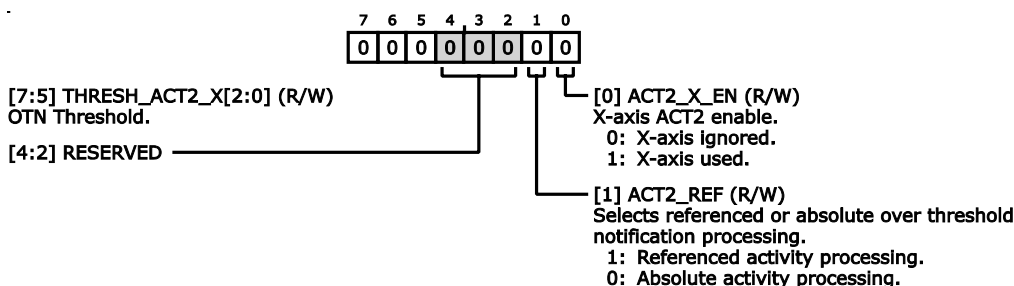 7 6 5 4 3 2 1 0
0 0 0 0 0 0 0 0
[7:5] THRESH_ACT2_X[2:0] (R/W)
OTN Threshold.
[4:2] RESERVED
[0] ACT2_X_EN (R/W)
X-axis ACT2 enable.
0: X-axis ignored.
1: X-axis used.
[1] ACT2_REF (R/W)
Selects referenced or absolute over threshold
notification processing.
1: Referenced activity processing.
0: Absolute activity processing.